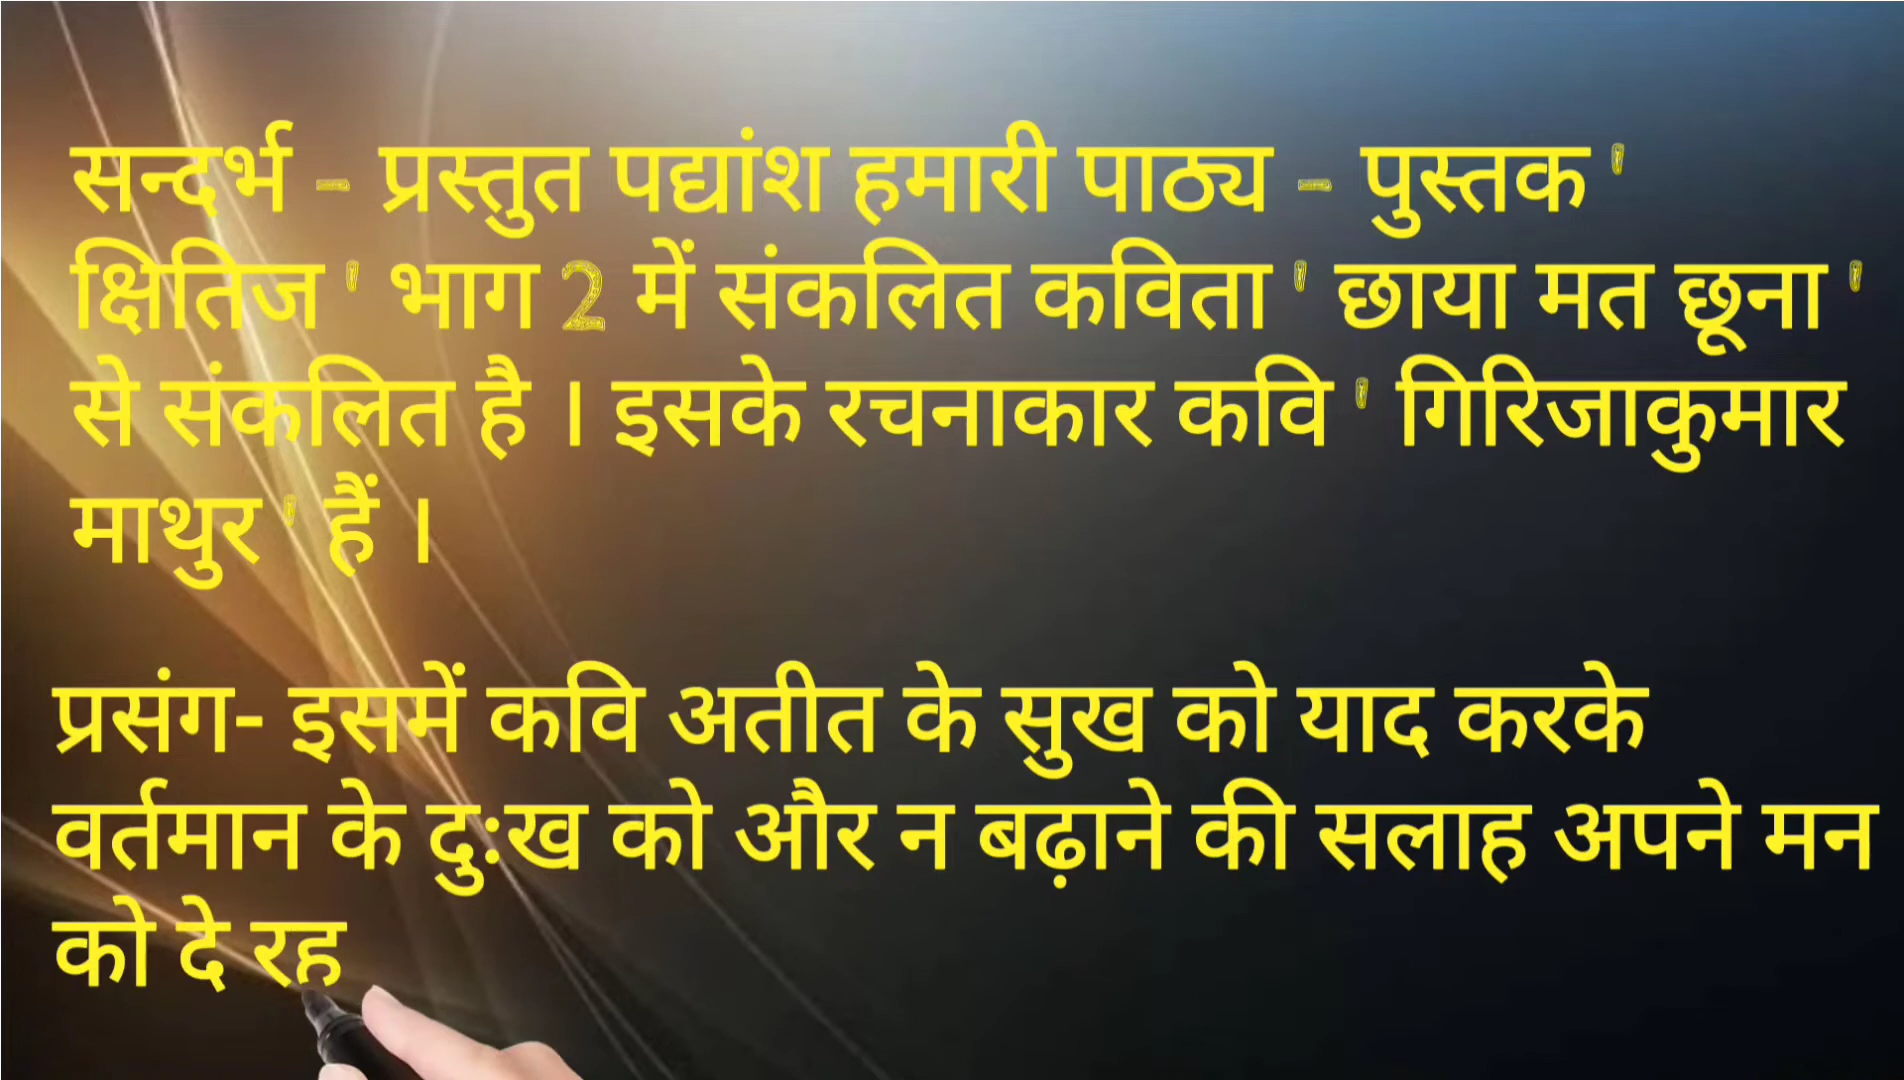 सन्दर्भ - प्रस्तुत पद्यांश हमारी पाठ्य - पुस्तक '
क्षितिज ' भाग 2 में संकलित कविता ' छाया मत छूना '
से संकलित है । इसके रचनाकार कवि ' गिरिजाकुमार
माथुर ' हैं ।
प्रसंग- इसमें कवि अतीत के सुख को याद करके
वर्तमान के दुःख को और न बढ़ाने की सलाह अपने मन
को दे रह